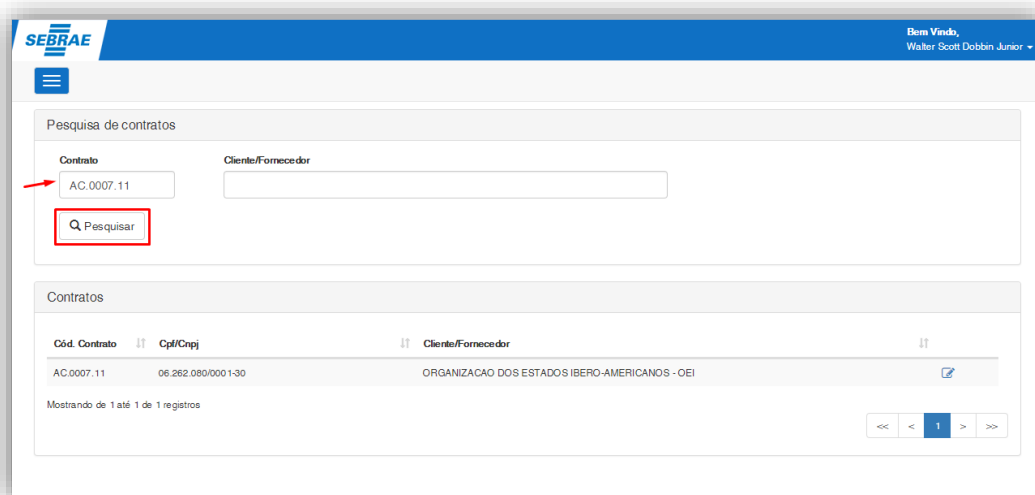 SEBRAE
Bem Vindo,
Walter Scott Dobbin Junior
Pesquisa de contratos
Contrato Cliente/Fornecedor
AC.0007.11
Pesquisar
Contratos
Cód. Contrato Cpf/Cnpj Cliente/Fornecedor
AC.0007.11 06.262.080/0001-30 ORGANIZACAO DOS ESTADOS IBERO-AMERICANOS - OEI
Mostrando de 1 até 1 de 1 registros
<< < 1 > >>